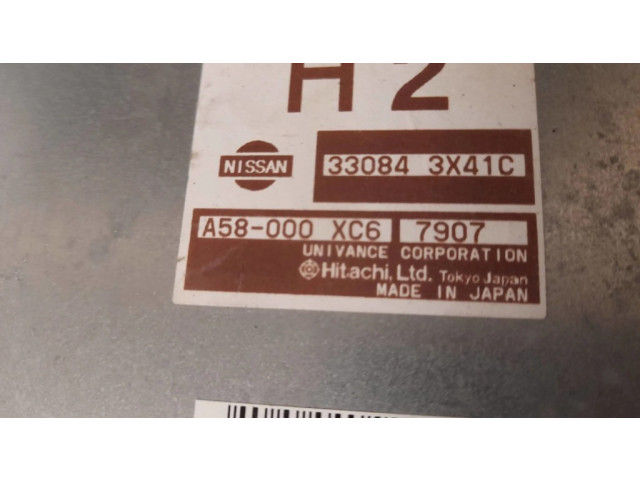 H2
NISSAN 33084 3X41C
A58-000 XC6 7907
UNIVANCE CORPORATION
Hitachi, Ltd. Tokyo Japan
MADE IN JAPAN